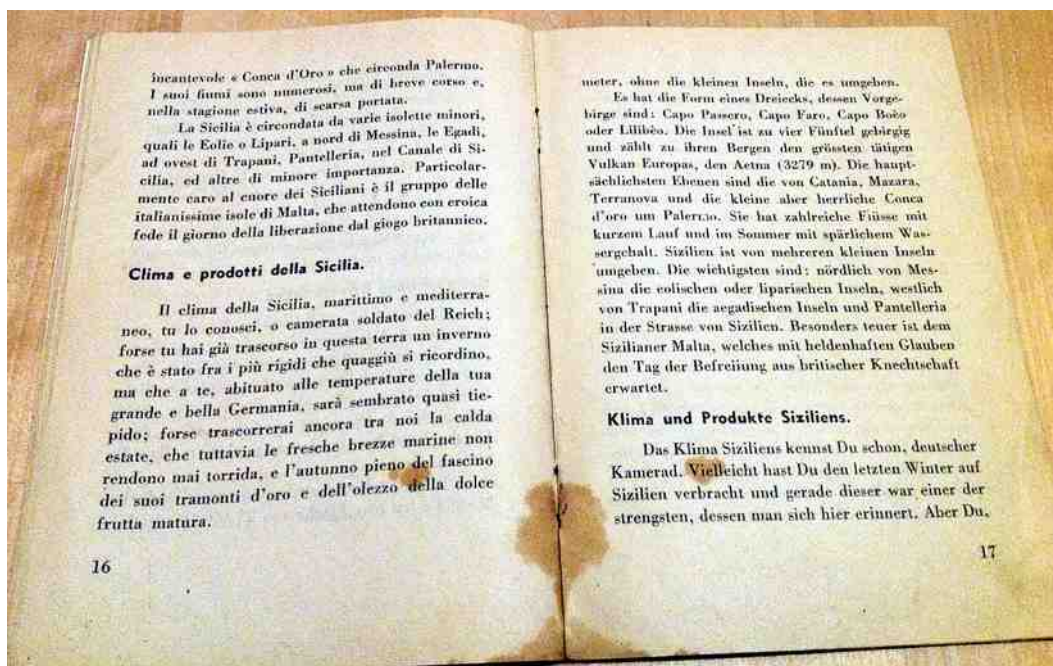 incantevole « Conca d'Oro » che circonda Palermo.
I suoi fiumi sono numerosi, ma di breve corso e,
nella stagione estiva, di scarsa portata.
La Sicilia è circondata da varie isolette minori,
quali le Eolie o Lipari, a nord di Messina, le Egadi,
ad ovest di Trapani, Pantelleria, nel Canale di Si-
cilia, ed altre di minore importanza. Particolar-
mente caro al cuore dei Siciliani è il gruppo delle
italianissime isole di Malta, che attendono con eroica
fede il giorno della liberazione dal giogo britannico.
Clima e prodotti della Sicilia.
Il clima della Sicilia, marittimo e mediterra-
neo, tu lo conosci, o camerata soldato del Reich;
forse tu hai già trascorso in questa terra un inverno
che è stato fra i più rigidi che quaggiù si ricordino,
ma che a te, abituato alle temperature della tua
grande e bella Germania, sarà sembrato quasi tie-
pido; forse trascorrerai ancora tra noi la calda
estate, che tuttavia le fresche brezze marine non
rendono mai torrida, e l'autunno pieno del fascino
dei suoi tramonti d'oro e dell'olezzo della dolce
frutta matura.
16
meter, ohne die kleinen Inseln, die es umgeben.
Es hat die Form eines Dreiecks, dessen Vorge-
birge sind: Capo Passero, Capo Faro, Capo Boèo
oder Lilibèo. Die Insel ist zu vier Fünftel gebirgig
und zählt zu ihren Bergen den grössten tätigen
Vulkan Europas, den Aetna (3279 m). Die haupt-
sächlichsten Ebenen sind die von Catania, Mazara,
Terranova und die kleine aber herrliche Conca
d'oro um Palermo. Sie hat zahlreiche Flüsse mit
kurzem Lauf und im Sommer mit spärlichem Was-
sergehalt. Sizilien ist von mehreren kleinen Inseln
umgeben. Die wichtigsten sind: nördlich von Mes-
sina die eolischen oder liparischen Inseln, westlich
von Trapani die aegadischen Inseln und Pantelleria
in der Strasse von Sizilien. Besonders teuer ist dem
Sizilianer Malta, welches mit heldenhaften Glauben
den Tag der Befreiiung aus britischer Knechtschaft
erwartet.
Klima und Produkte Siziliens.
Das Klima Siziliens kennst Du schon, deutscher
Kamerad. Vielleicht hast Du den letzten Winter auf
Sizilien verbracht und gerade dieser war einer der
strengsten, dessen man sich hier erinnert. Aber Du,
17